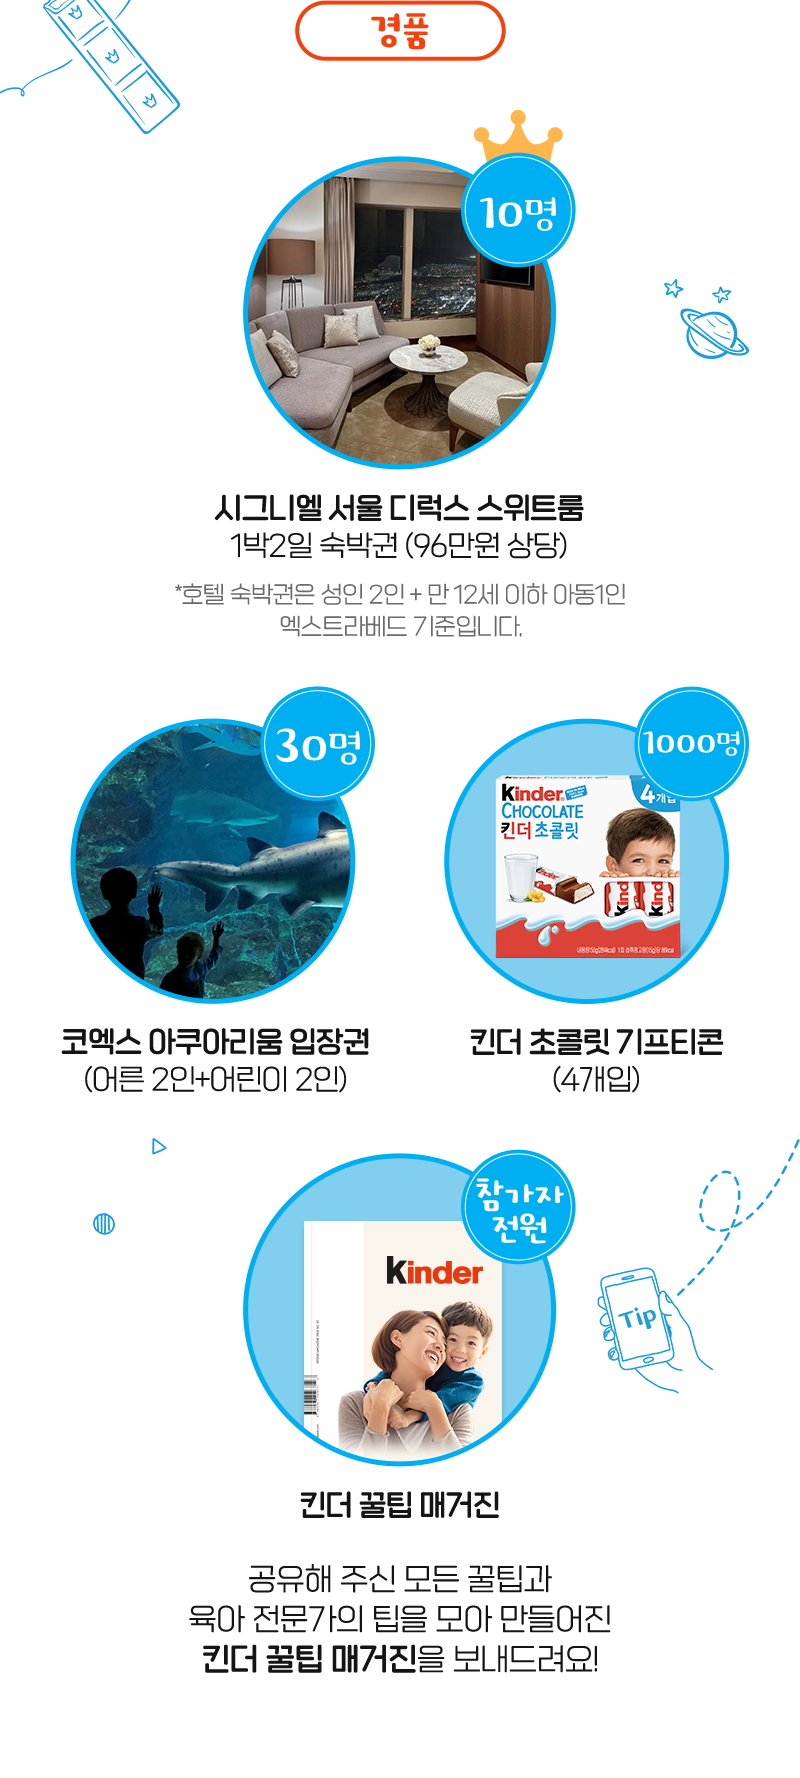 경품
10명
시그니엘 서울 디럭스 스위트룸
1박2일 숙박권 (96만원 상당)
*호텔 숙박권은 성인 2인 + 만 12세 이하 아동1인
엑스트라베드 기준입니다.
30명
코엑스 아쿠아리움 입장권
(어른 2인+어린이 2인)
1000명
Kinder
CHOCOLATE
킨더 초콜릿
4개입
Kinder
Kinder
Kinder
킨더 초콜릿 기프티콘
(4개입)
참가자
전원
Kinder
Tip
킨더 꿀팁 매거진
공유해 주신 모든 꿀팁과
육아 전문가의 팁을 모아 만들어진
킨더 꿀팁 매거진을 보내드려요!